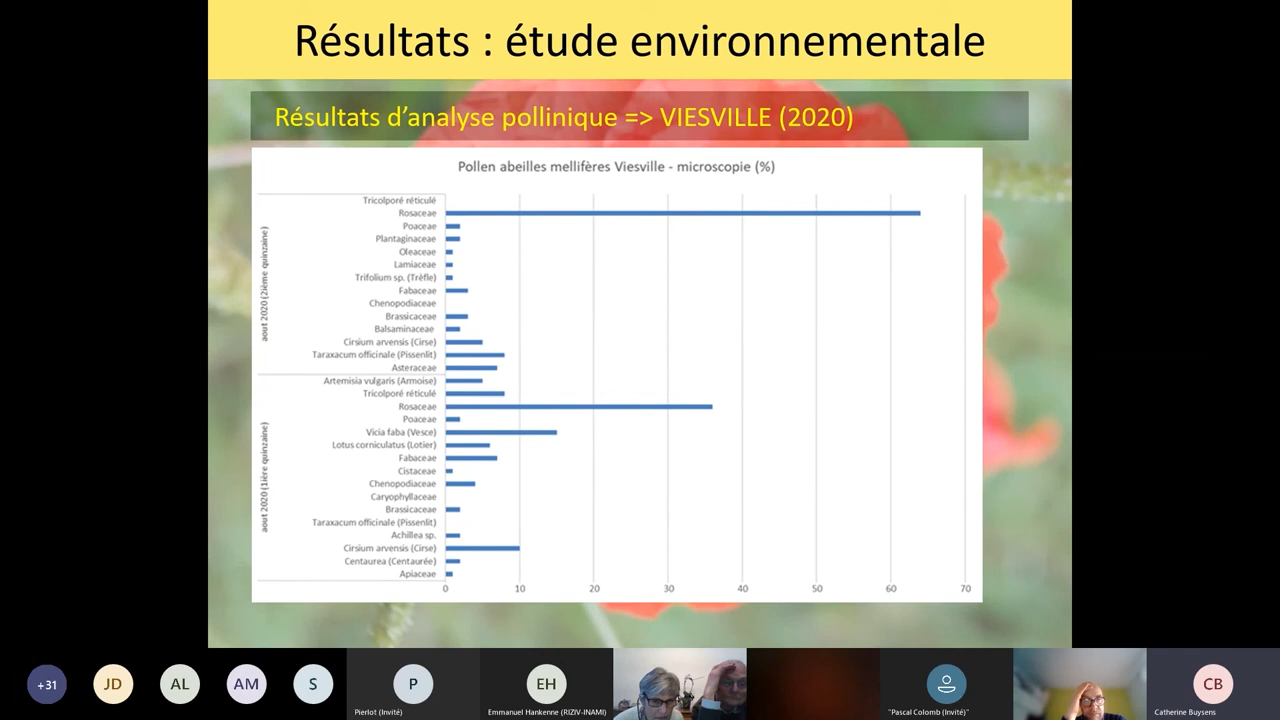 Résultats : étude environnementale
Résultats d’analyse pollinique => VIESVILLE (2020)
Pollen abeilles mellifères Viesville - microscopie (%)
aout 2020 (2ième quinzaine)
Tricolporé réticulé
Rosaceae
Poaceae
Plantaginaceae
Oleaceae
Lamiaceae
Trifolium sp. (Trèfle)
Fabaceae
Chenopodiaceae
Brassicaceae
Balsaminaceae
Cirsium arvensis (Cirse)
Taraxacum officinale (Pissenlit)
Asteraceae
aout 2020 (1ière quinzaine)
Artemisia vulgaris (Armoise)
Tricolporé réticulé
Rosaceae
Poaceae
Vicia faba (Vesce)
Lotus corniculatus (Lotier)
Fabaceae
Cistaceae
Chenopodiaceae
Caryophyllaceae
Brassicaceae
Taraxacum officinale (Pissenlit)
Achillea sp.
Cirsium arvensis (Cirse)
Centaurea (Centaurée)
Apiaceae
0 10 20 30 40 50 60 70
+31 JD AL AM S P EH CB
Pierlot (Invité) Emmanuel Hankenne (RIZIV-INAMI) "Pascal Colomb (Invité)" Catherine Buysens